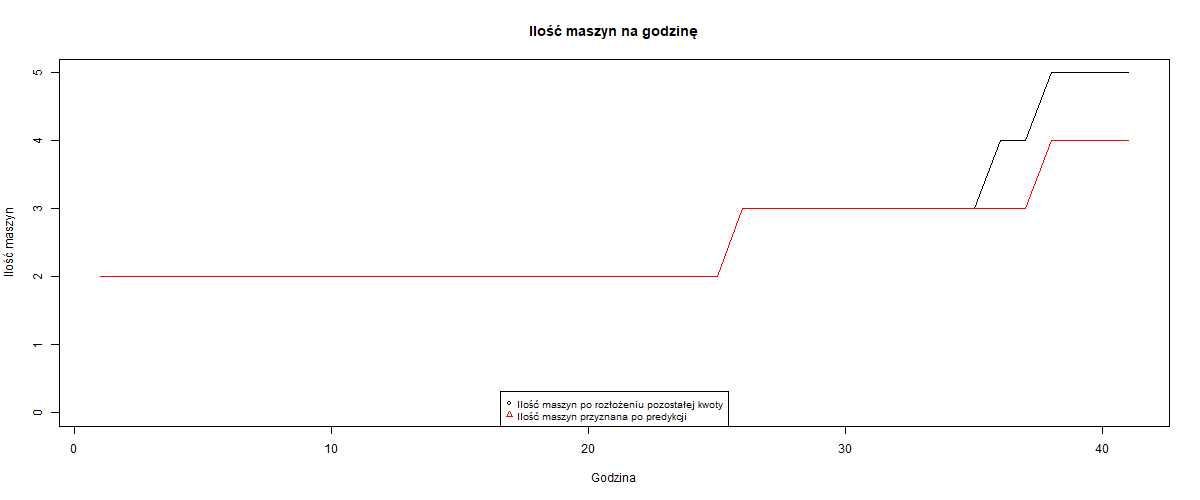 Ilość maszyn na godzinę
Ilość maszyn
5
4
3
2
1
0
Ilość maszyn po rozłożeniu pozostałej kwoty
Ilość maszyn przyznana po predykcji
0 10 20 30 40
Godzina